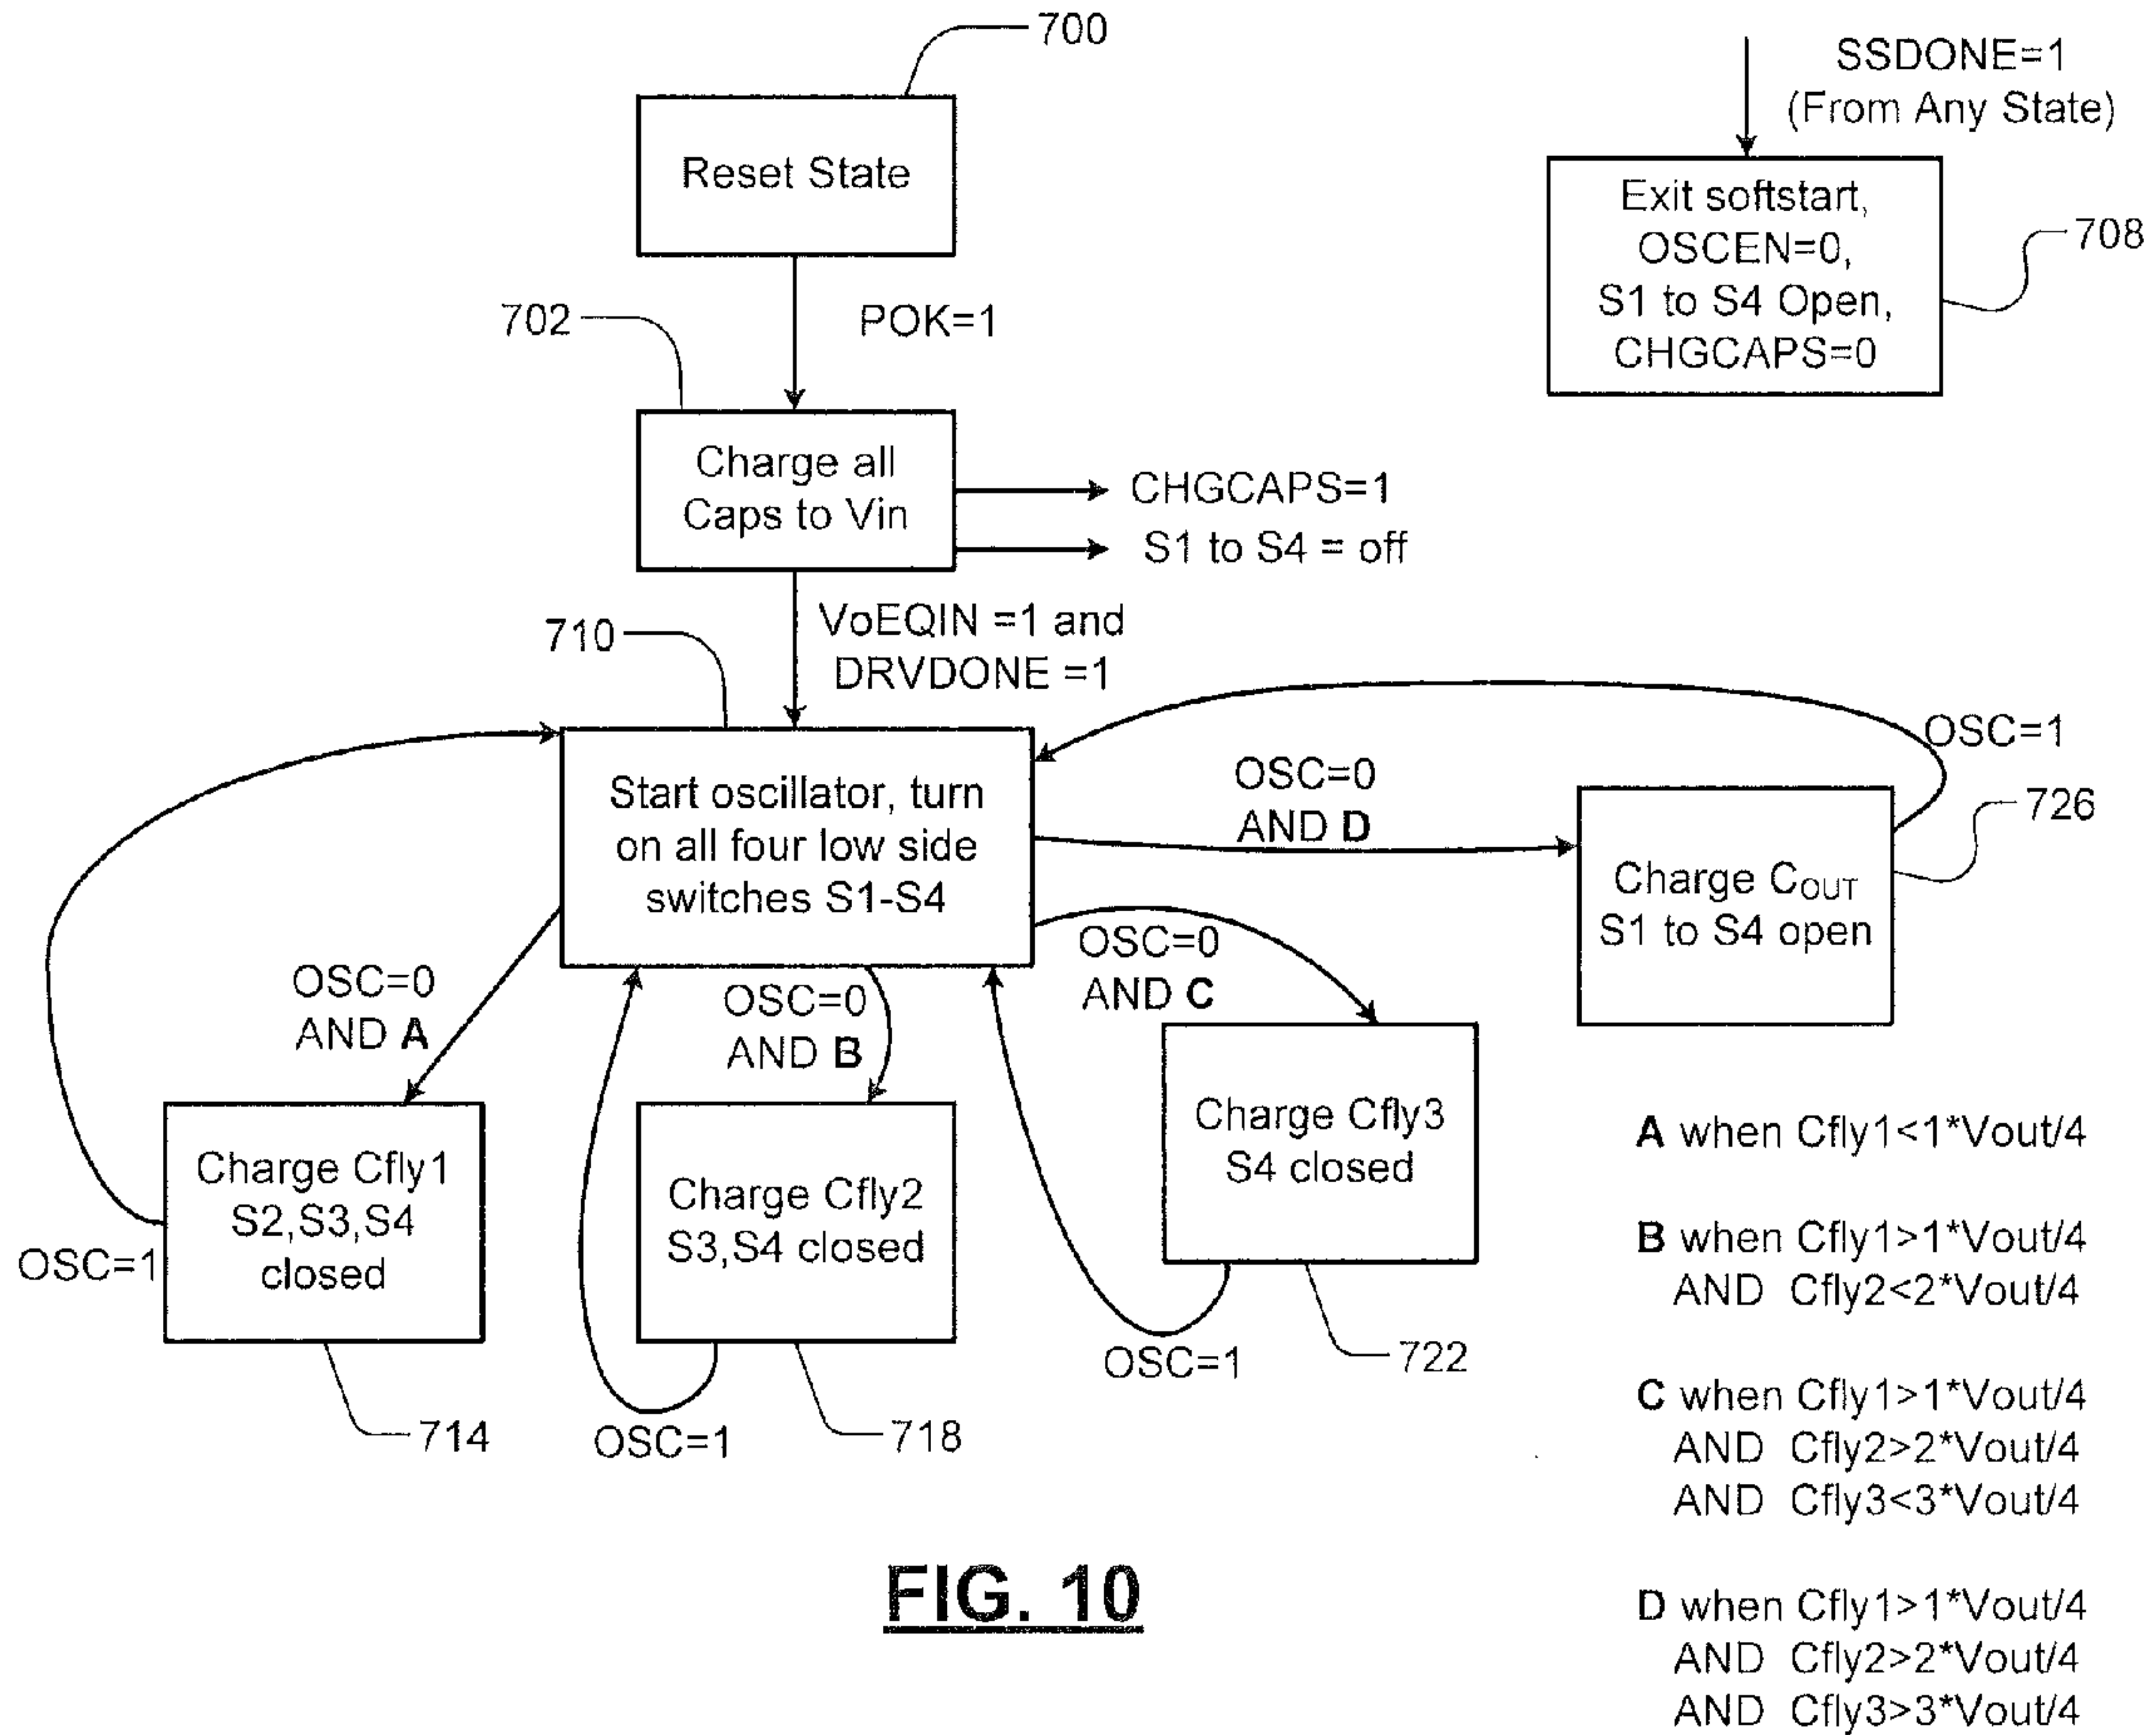 700
Reset State
SSDONE=1
(From Any State)
Exit softstart,
OSCEN=0,
S1 to S4 Open,
CHGCAPS=0
708
702
POK=1
Charge all
Caps to Vin
CHGCAPS=1
S1 to S4 = off
VoEQIN =1 and
DRVDONE =1
710
Start oscillator, turn
on all four low side
switches S1-S4
OSC=0
AND D
OSC=1
726
Charge COUT
S1 to S4 open
OSC=0
AND A
OSC=0
AND B
OSC=0
AND C
Charge Cfly1
S2,S3,S4
closed
OSC=1
714
Charge Cfly2
S3,S4 closed
OSC=1
718
Charge Cfly3
S4 closed
OSC=1
722
A when Cfly1<1*Vout/4
B when Cfly1>1*Vout/4
AND Cfly2<2*Vout/4
C when Cfly1>1*Vout/4
AND Cfly2>2*Vout/4
AND Cfly3<3*Vout/4
D when Cfly1>1*Vout/4
AND Cfly2>2*Vout/4
AND Cfly3>3*Vout/4
FIG. 10